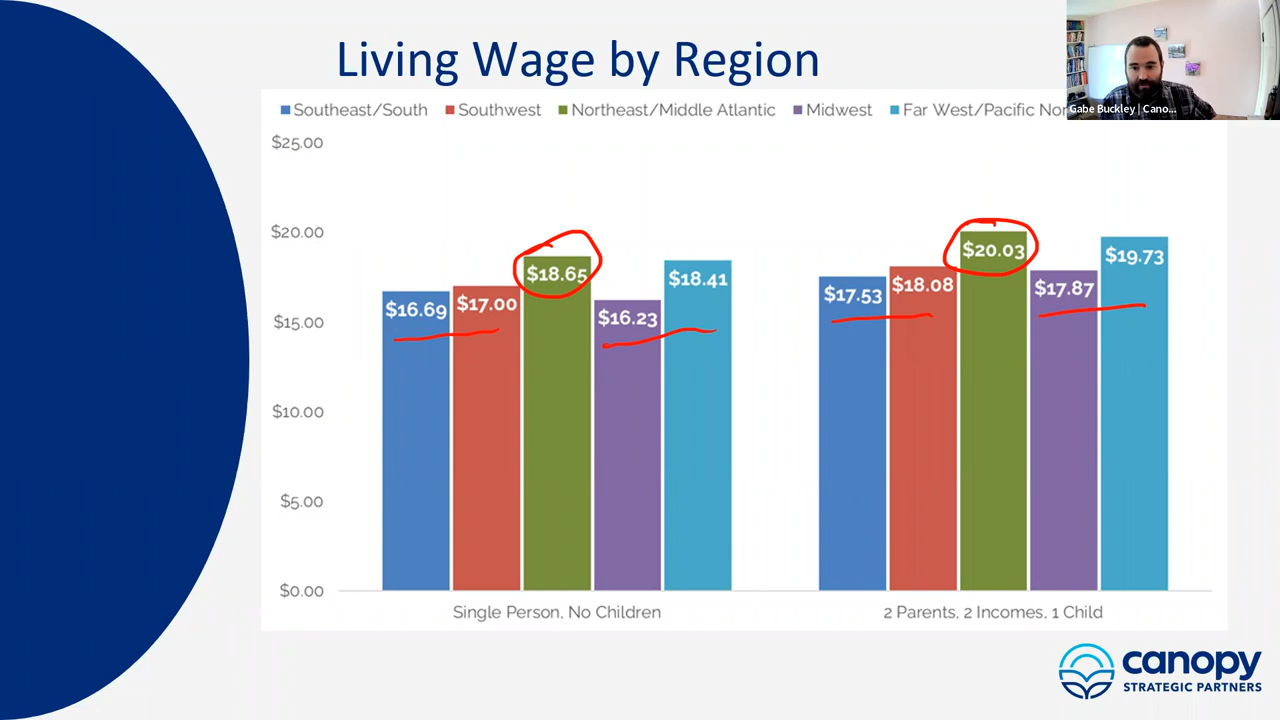 Living Wage by Region
Gabe Buckley | Cano...
Southeast/South Southwest Northeast/Middle Atlantic Midwest Far West/Pacific
$25.00
$20.00
$15.00
$10.00
$5.00
$0.00
$16.69 $17.00 $18.65 $16.23 $18.41
$17.53 $18.08 $20.03 $17.87 $19.73
Single Person, No Children 2 Parents, 2 Incomes, 1 Child
canopy
STRATEGIC PARTNERS